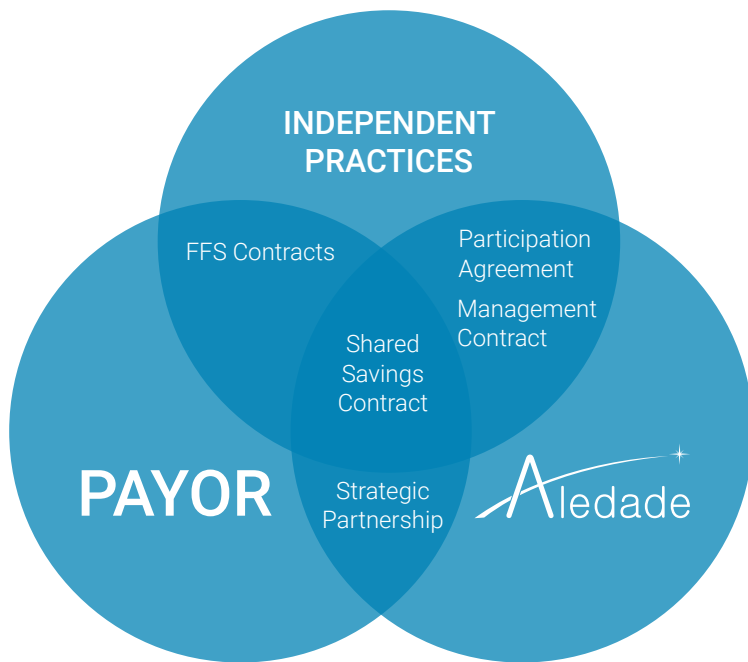 INDEPENDENT
PRACTICES
FFS Contracts
Participation
Agreement
Management
Contract
Shared
Savings
Contract
PAYOR
Aledade
Strategic
Partnership